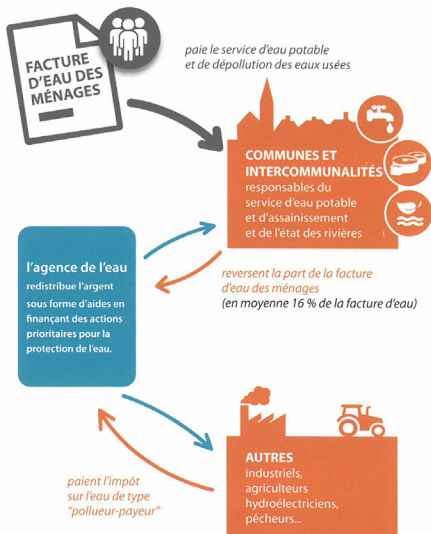 FACTURE
D'EAU DES
MÉNAGES
paie le service d'eau potable
et de dépollution des eaux usées
COMMUNES ET
INTERCOMMUNALITÉS
responsables du
service d'eau potable
et d'assainissement
et de l'état des rivières
l'agence de l'eau
redistribue l'argent
sous forme d'aides en
finançant des actions
prioritaires pour la
protection de l'eau.
reversent la part de la facture
d'eau des ménages
(en moyenne 16 % de la facture d'eau)
AUTRES
industriels,
agriculteurs
hydroélectriciens,
pêcheurs...
paient l'impôt
sur l'eau de type
"pollueur-payeur"